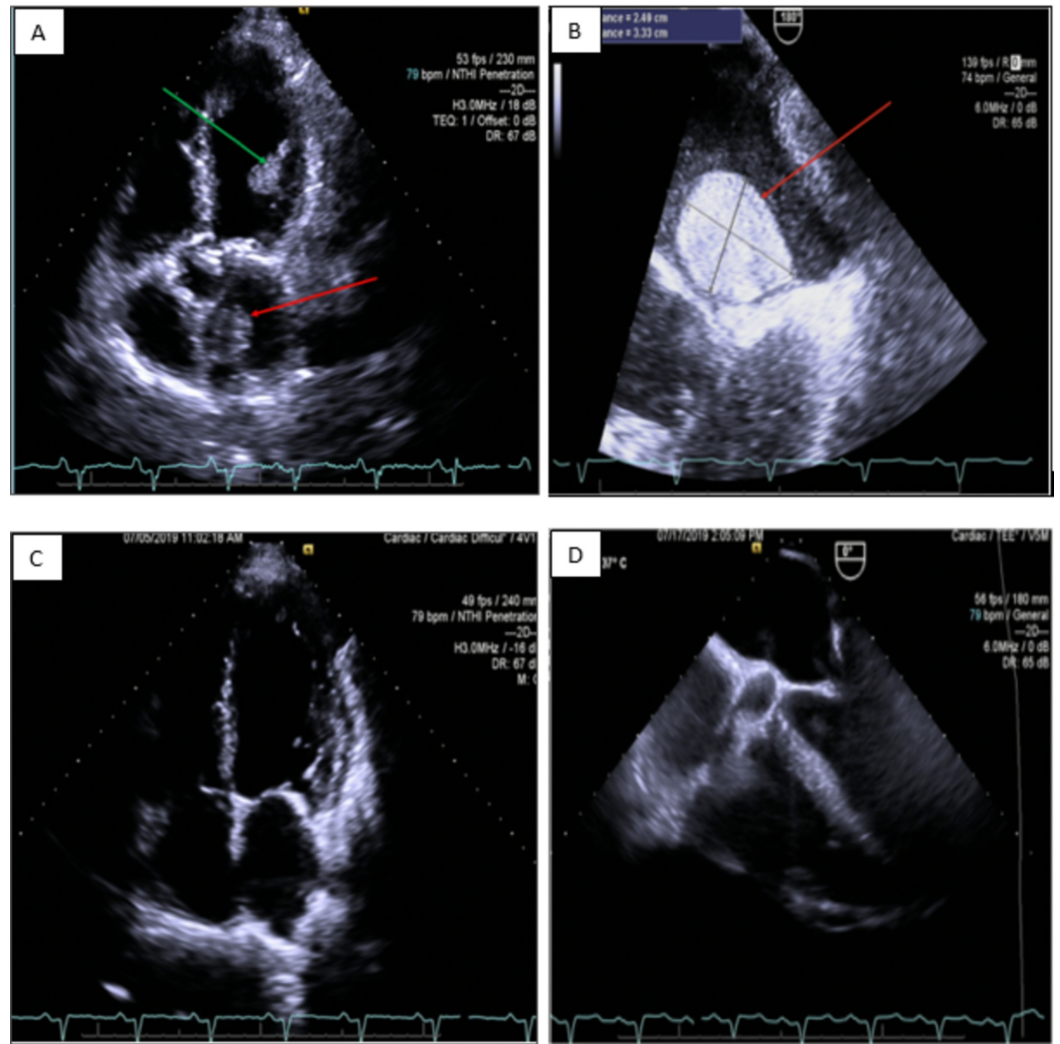 A
53 fps / 230 mm
79 bpm / NTHI Penetration
2D
H3.0MHz / 18 dB
TEQ: 1 / Offset: 0 dB
DR: 67 dB
B
ance = 2.49 cm
ance = 3.33 cm
180°
139 fps / R 0 mm
74 bpm / General
2D
6.0MHz / 0 dB
DR: 65 dB
C
07/05/2019 11:02:18 AM
Cardiac / Cardiac Difficul* / 4V1
49 fps / 240 mm
79 bpm / NTHI Penetration
2D
H3.0MHz / -16 d
DR: 67 d
M:
D
07/17/2019 2:05:09 PM
Cardiac / TEE* / V5M
0°
37° C
56 fps / 180 mm
79 bpm / General
2D
6.0MHz / 0 dB
DR: 65 dB